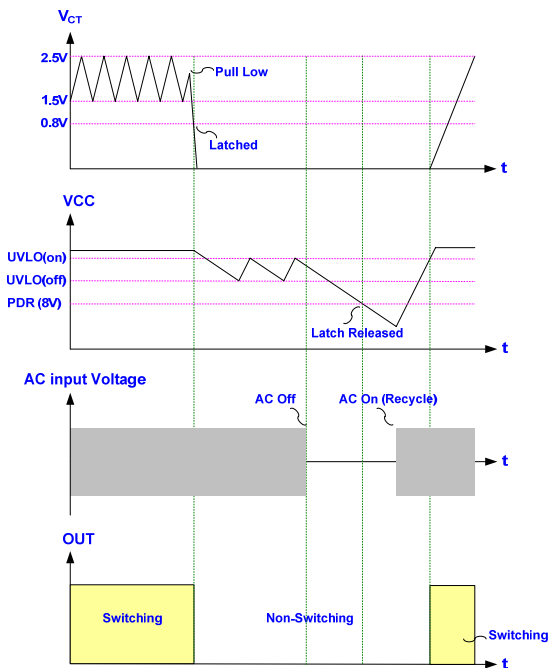 VCT
2.5V
Pull Low
1.5V
0.8V
Latched
t
VCC
UVLO(on)
UVLO(off)
PDR (8V)
Latch Released
t
AC input Voltage
AC Off
AC On (Recycle)
t
OUT
Switching
Non-Switching
Switching
t